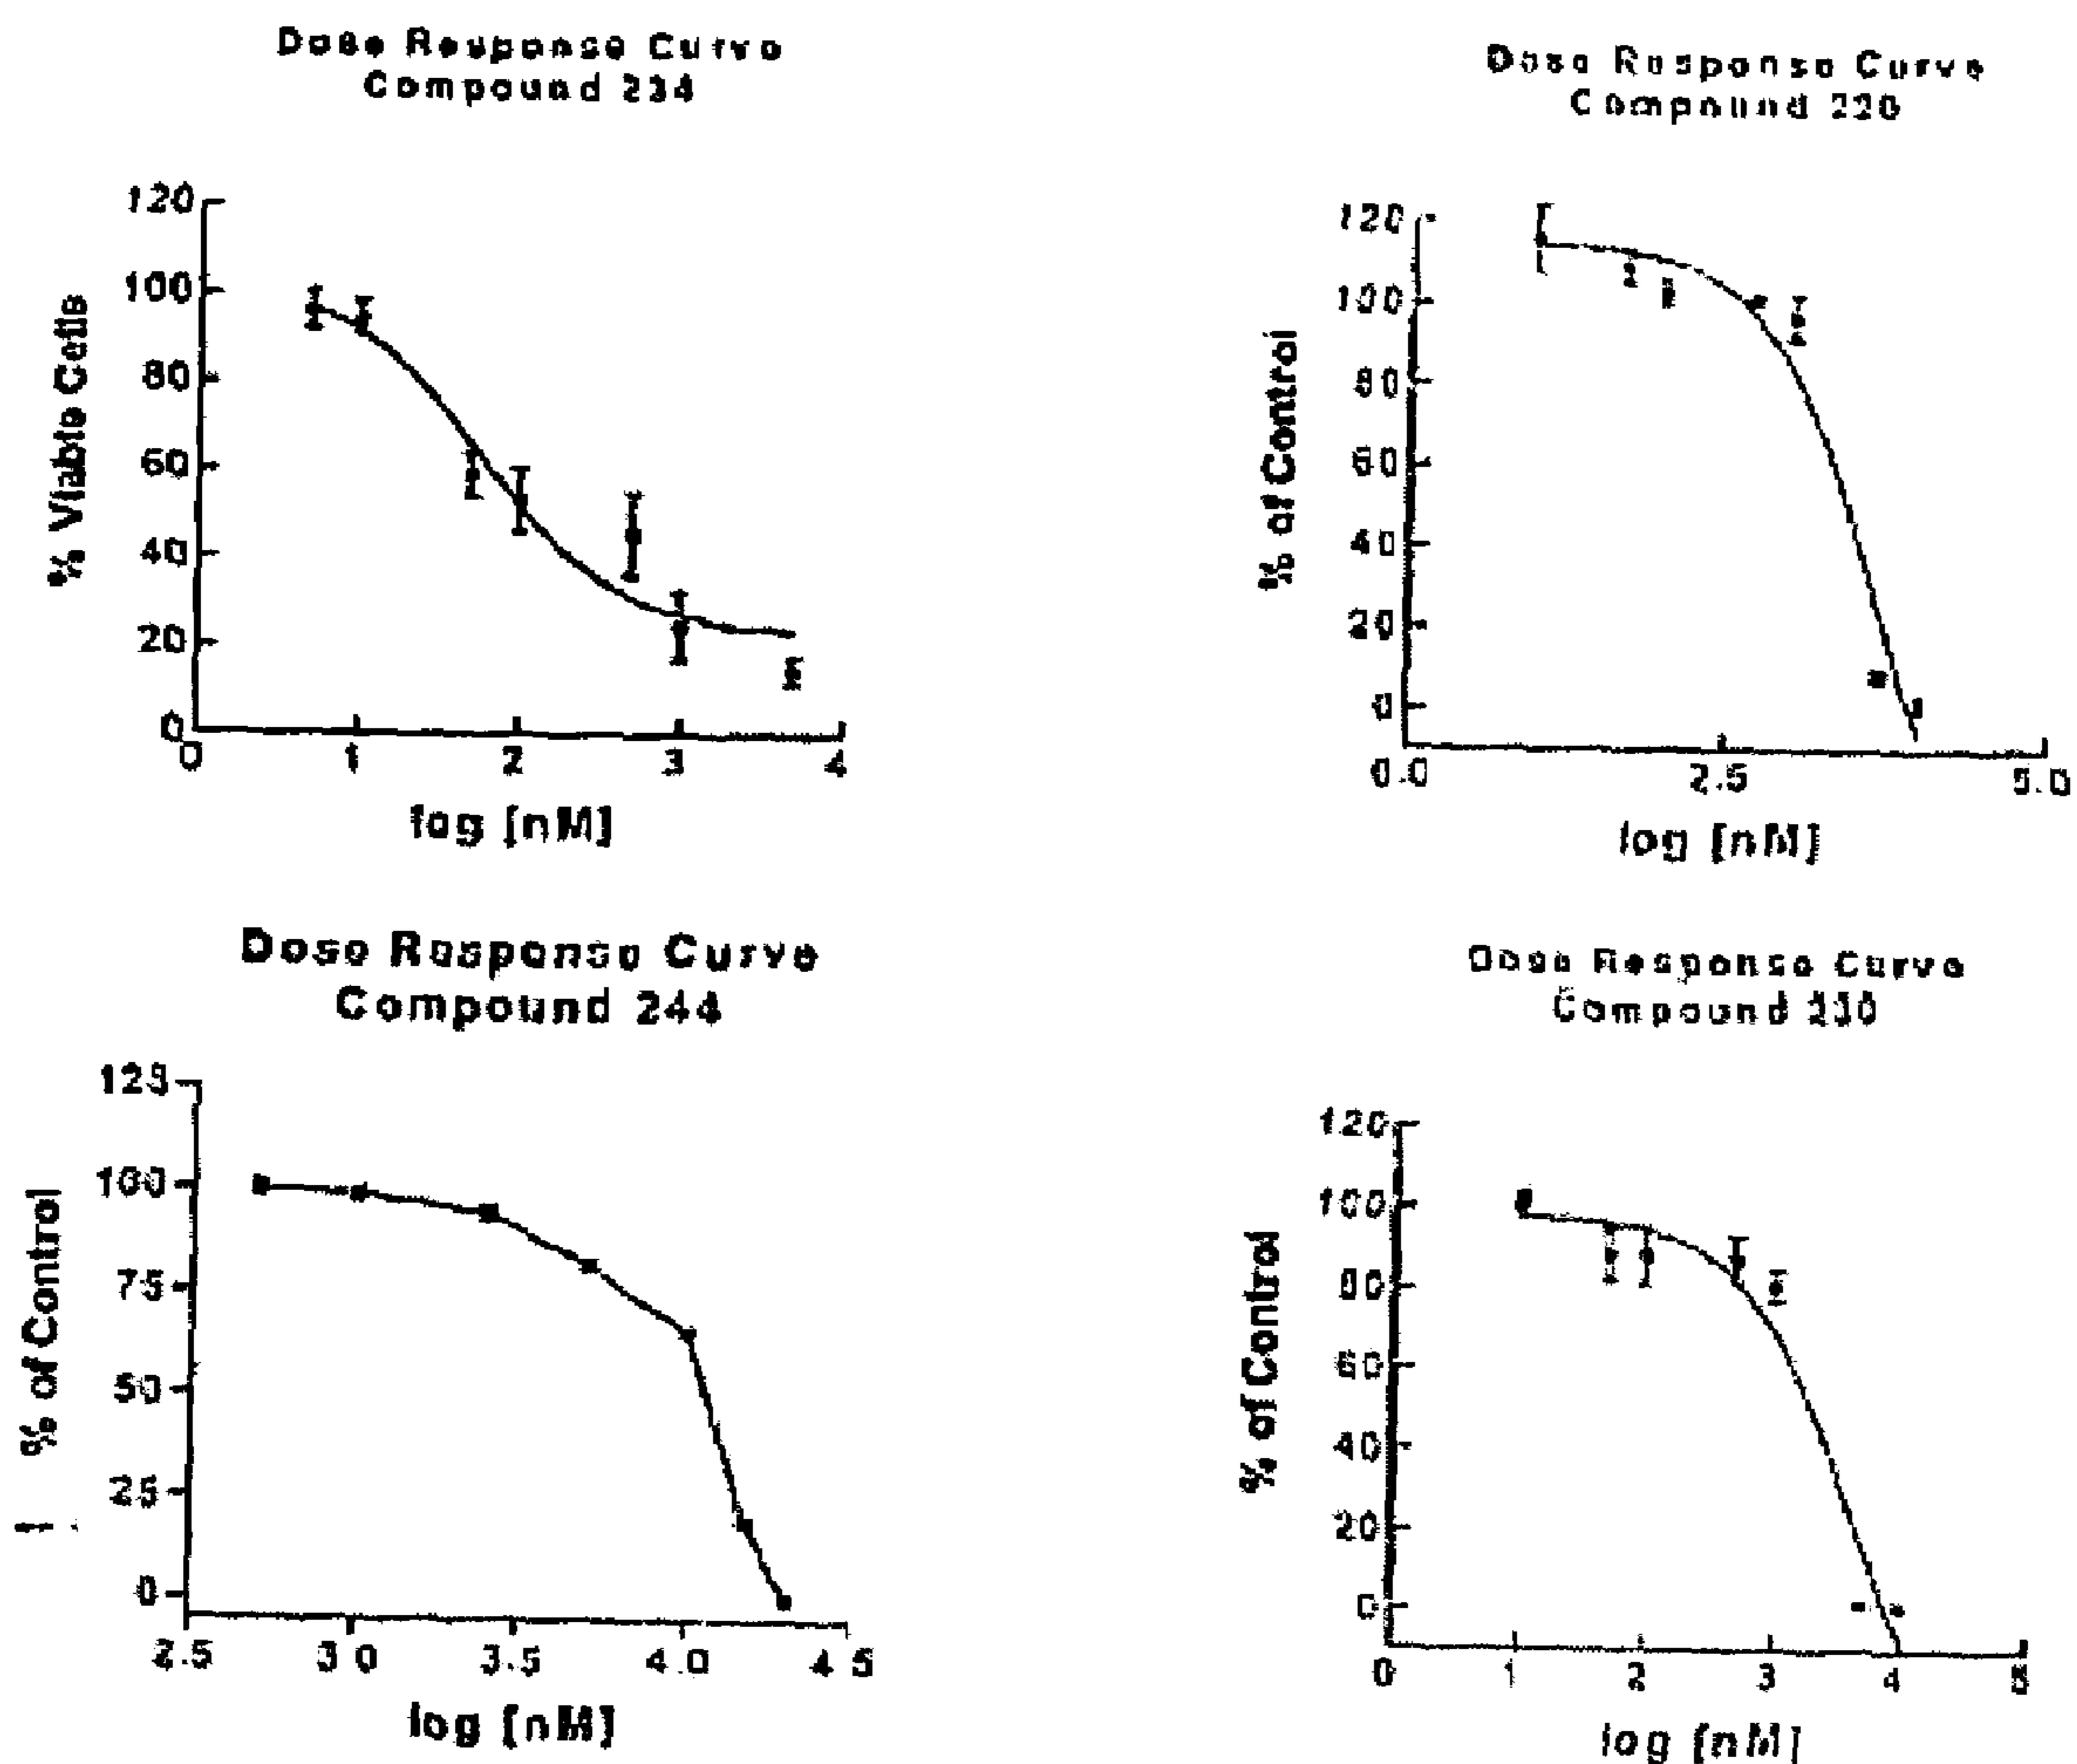 Dose Response Curve
Compound 234
120
100
80
60
40
20
0
% Viable Cells
0 1 2 3 4
log [nM]
Dose Response Curve
Compound 220
120
100
80
60
40
20
0
% of Control
0.0 2.5 5.0
log [nM]
Dose Response Curve
Compound 244
125
100
75
50
25
0
% of Control
2.5 3.0 3.5 4.0 4.5
log [nM]
Dose Response Curve
Compound
120
100
80
60
40
20
0
% of Control
0 1 2 3 4 5
log [nM]